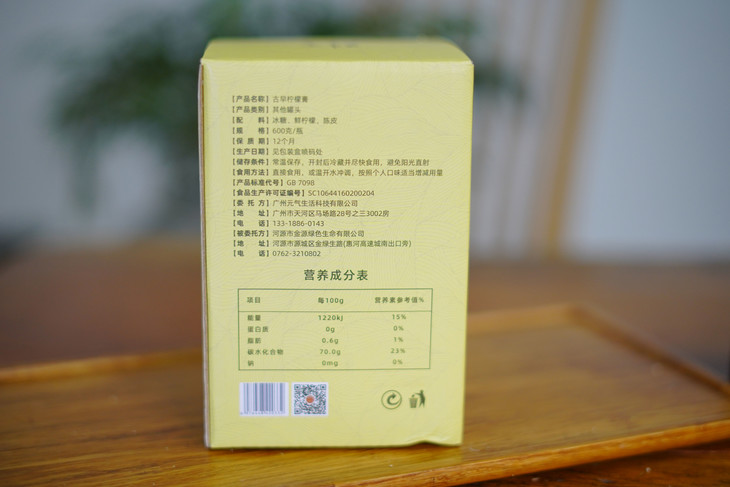 【产品名称】古早柠檬膏
【产品类别】其他罐头
【配 料】冰糖、鲜柠檬、陈皮
【规 格】600克/瓶
【保 质 期】12个月
【生产日期】见包装盒喷码处
【储存条件】常温保存，开封后冷藏并尽快食用，避免阳光直射
【食用方法】直接食用，或温开水冲调，按照个人口味适当增减用量
【产品标准代号】GB 7098
【食品生产许可证编号】SC10644160200204
【委 托 方】广州元气生活科技有限公司
【地 址】广州市天河区马场路28号之三3002房
【电 话】133-1886-0143
【被委托方】河源市金源绿色生命有限公司
【地 址】河源市源城区金绿生路(惠河高速城南出口旁)
【电 话】0762-3210802
营养成分表
项目 每100g 营养素参考值%
能量 1220kJ 15%
蛋白质 0g 0%
脂肪 0.6g 1%
碳水化合物 70.0g 23%
钠 0mg 0%